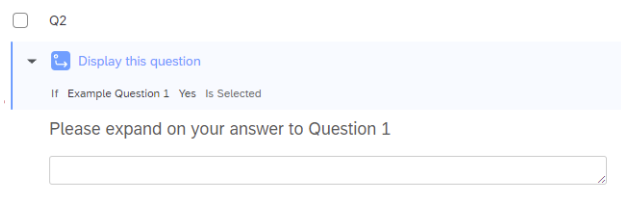 Q2
Display this question
If Example Question 1 Yes Is Selected
Please expand on your answer to Question 1